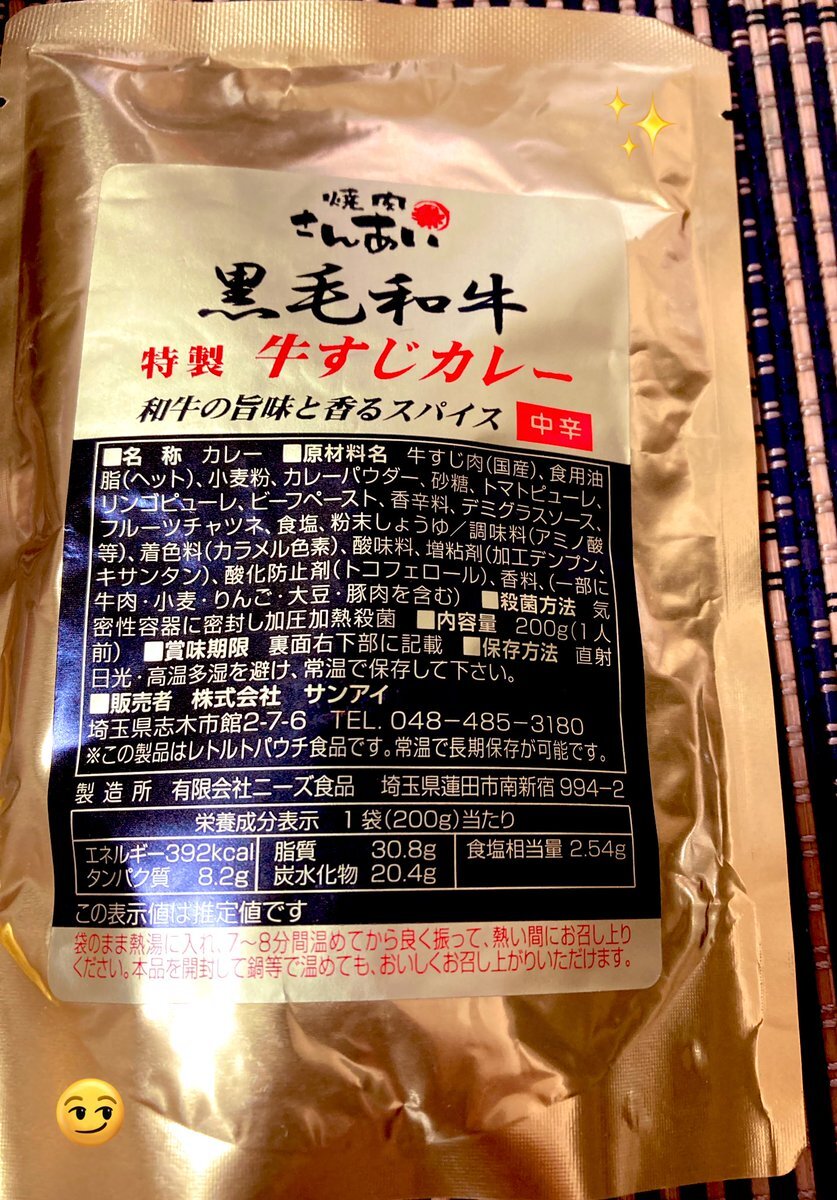 焼肉
さんあい
黒毛和牛
特製 牛すじカレー
和牛の旨味と香るスパイス 中辛
■名 称 カレー ■原材料名 牛すじ肉(国産)、食用油
脂(ヘット)、小麦粉、カレーパウダー、砂糖、トマトピューレ、
リンゴピューレ、ビーフペースト、香辛料、デミグラスソース、
フルーツチャツネ、食塩、粉末しょうゆ/調味料(アミノ酸
等)、着色料(カラメル色素)、酸味料、増粘剤(加工デンプン、
キサンタン)、酸化防止剤(トコフェロール)、香料、(一部に
牛肉・小麦・りんご・大豆・豚肉を含む) ■殺菌方法 気
密性容器に密封し加圧加熱殺菌 ■内容量 200g(1人
前) ■賞味期限 裏面右下部に記載 ■保存方法 直射
日光・高温多湿を避け、常温で保存して下さい。
■販売者 株式会社 サンアイ
埼玉県志木市館2-7-6 TEL. 048-485-3180
※この製品はレトルトパウチ食品です。常温で長期保存が可能です。
製造所 有限会社ニーズ食品 埼玉県蓮田市南新宿994-2
栄養成分表示 1袋(200g)当たり
エネルギー392kcal 脂質 30.8g 食塩相当量 2.54g
タンパク質 8.2g 炭水化物 20.4g
この表示値は推定値です
袋のまま熱湯に入れ、7〜8分間温めてから良く振って、熱い間にお召し上り
ください。本品を開封して鍋等で温めても、おいしくお召し上がりいただけます。